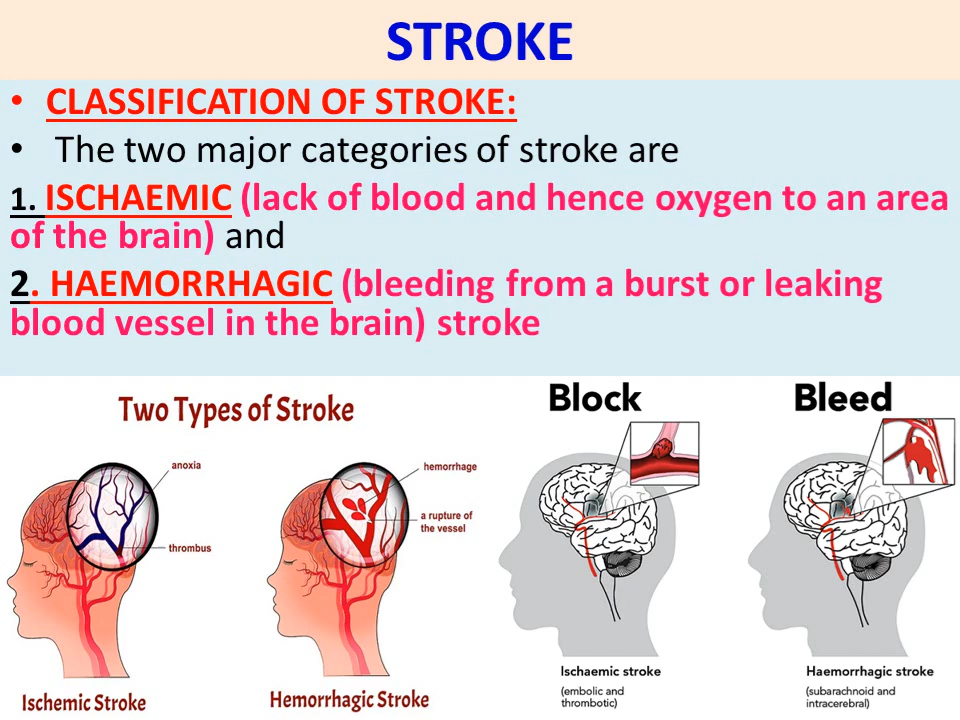 STROKE
• CLASSIFICATION OF STROKE:
• The two major categories of stroke are
1. ISCHAEMIC (lack of blood and hence oxygen to an area
of the brain) and
2. HAEMORRHAGIC (bleeding from a burst or leaking
blood vessel in the brain) stroke
Two Types of Stroke
anoxia
thrombus
Ischemic Stroke
hemorrhage
a rupture of
the vessel
Hemorrhagic Stroke
Block
Ischaemic stroke
(embolic and
thrombotic)
Bleed
Haemorrhagic stroke
(subarachnoid and
intracerebral)